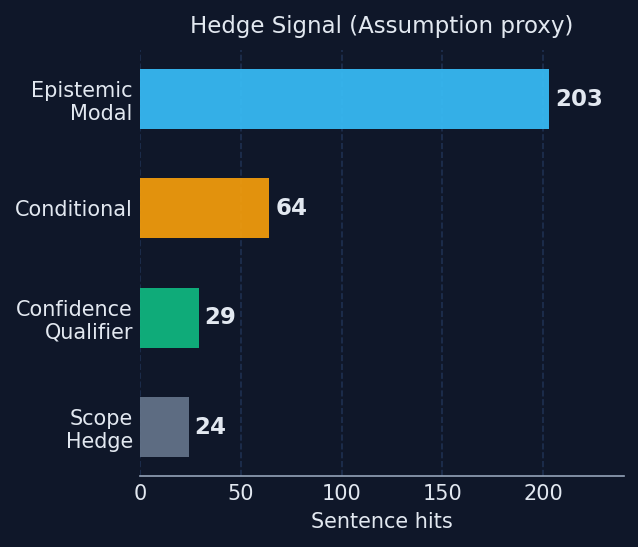 Hedge Signal (Assumption proxy)
Epistemic
Modal
203
Conditional
64
Confidence
Qualifier
29
Scope
Hedge
24
0 50 100 150 200
Sentence hits